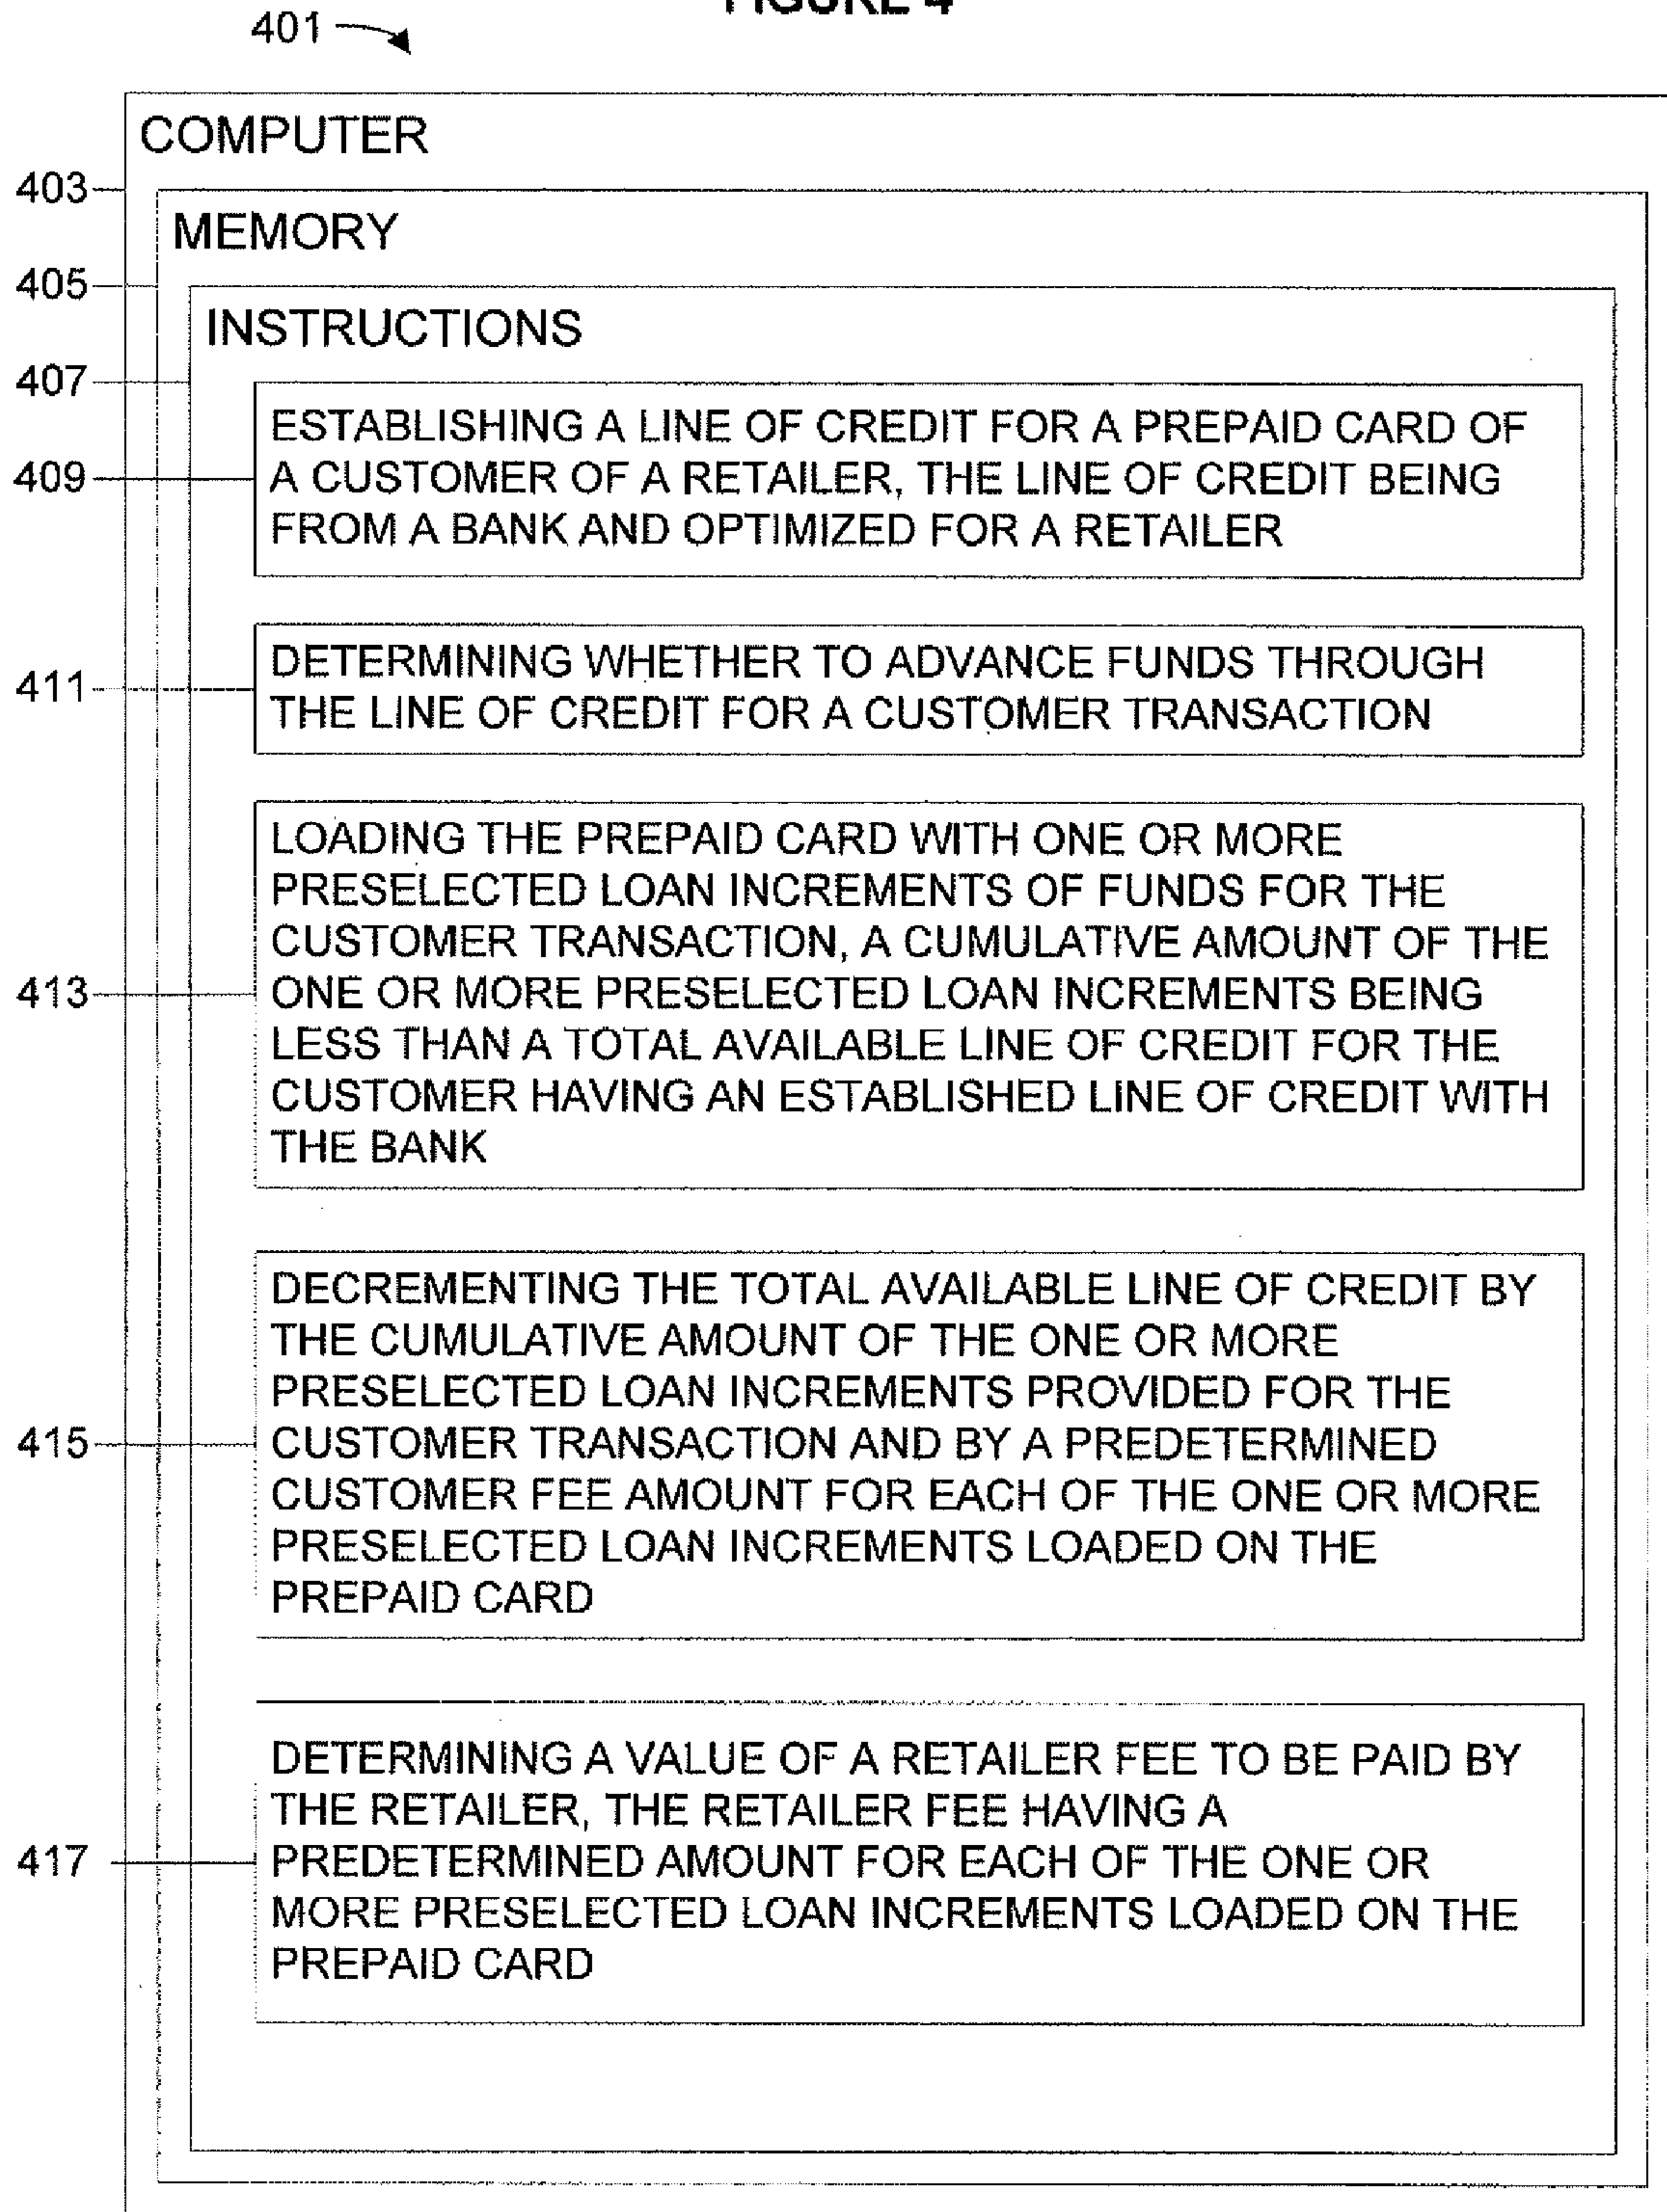 FIGURE 4
401
COMPUTER
403
MEMORY
405
INSTRUCTIONS
407
ESTABLISHING A LINE OF CREDIT FOR A PREPAID CARD OF
409 A CUSTOMER OF A RETAILER, THE LINE OF CREDIT BEING
FROM A BANK AND OPTIMIZED FOR A RETAILER
DETERMINING WHETHER TO ADVANCE FUNDS THROUGH
411
THE LINE OF CREDIT FOR A CUSTOMER TRANSACTION
LOADING THE PREPAID CARD WITH ONE OR MORE
PRESELECTED LOAN INCREMENTS OF FUNDS FOR THE
CUSTOMER TRANSACTION, A CUMULATIVE AMOUNT OF THE
413 ONE OR MORE PRESELECTED LOAN INCREMENTS BEING
LESS THAN A TOTAL AVAILABLE LINE OF CREDIT FOR THE
CUSTOMER HAVING AN ESTABLISHED LINE OF CREDIT WITH
THE BANK
DECREMENTING THE TOTAL AVAILABLE LINE OF CREDIT BY
THE CUMULATIVE AMOUNT OF THE ONE OR MORE
PRESELECTED LOAN INCREMENTS PROVIDED FOR THE
415 CUSTOMER TRANSACTION AND BY A PREDETERMINED
CUSTOMER FEE AMOUNT FOR EACH OF THE ONE OR MORE
PRESELECTED LOAN INCREMENTS LOADED ON THE
PREPAID CARD
DETERMINING A VALUE OF A RETAILER FEE TO BE PAID BY
THE RETAILER, THE RETAILER FEE HAVING A
417 PREDETERMINED AMOUNT FOR EACH OF THE ONE OR
MORE PRESELECTED LOAN INCREMENTS LOADED ON THE
PREPAID CARD